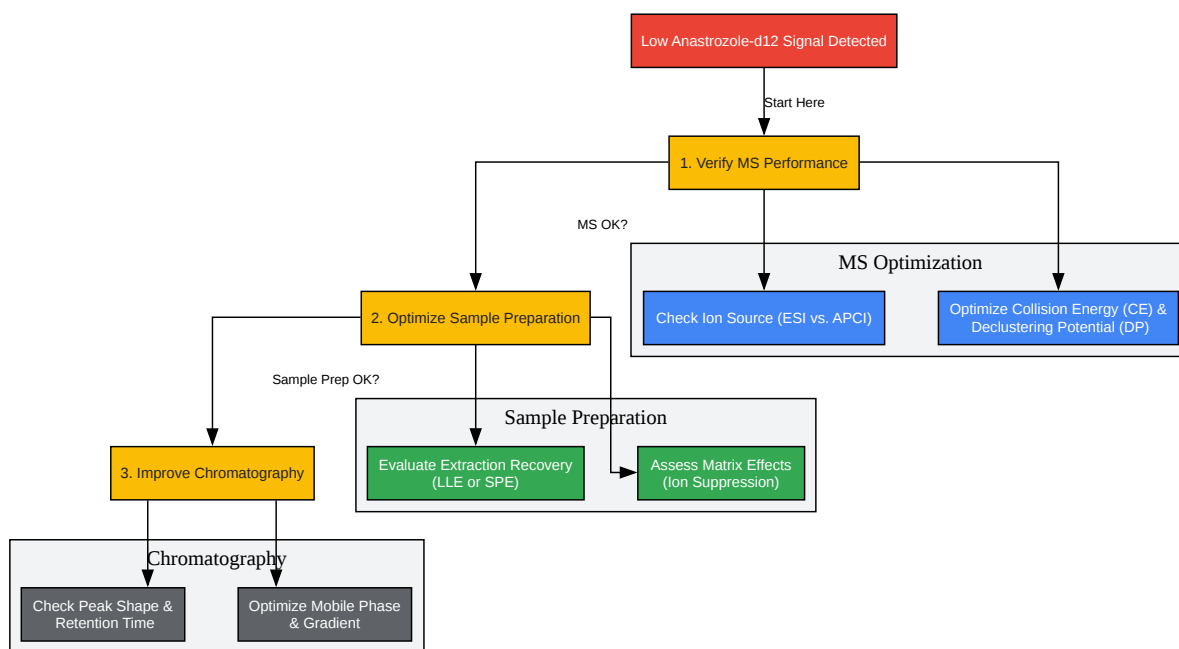 Low Anastrozole-d12 Signal Detected
Start Here
1. Verify MS Performance
MS OK?
MS Optimization
2. Optimize Sample Preparation
Check Ion Source (ESI vs. APCI)
Optimize Collision Energy (CE) &
Declustering Potential (DP)
Sample Prep OK?
Sample Preparation
3. Improve Chromatography
Evaluate Extraction Recovery
(LLE or SPE)
Assess Matrix Effects
(Ion Suppression)
Chromatography
Check Peak Shape &
Retention Time
Optimize Mobile Phase
& Gradient